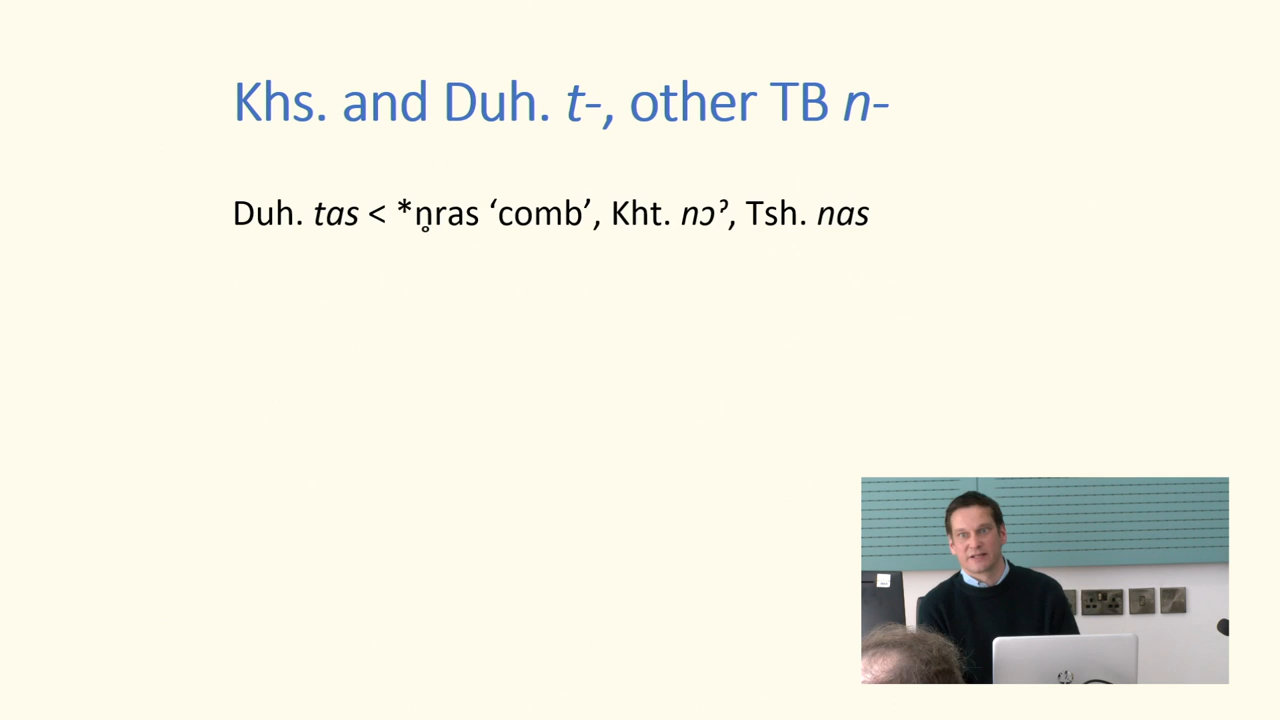 Khs. and Duh. t-, other TB n-
Duh. tas < *n̥ras ‘comb’, Kht. nɔˀ, Tsh. nas